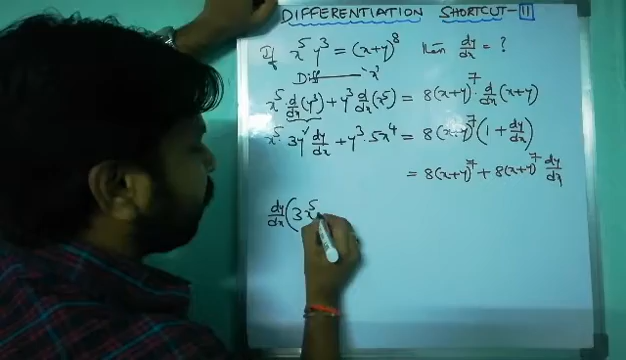 DIFFERENTIATION SHORTCUT-11
If x⁵ y³ = (x+y)⁸ then dy/dx = ?
Diff "x"
x⁵ · d/dx (y³) + y³ d/dx (x⁵) = 8(x+y)⁷ · d/dx (x+y)
x⁵ · 3y² dy/dx + y³ · 5x⁴ = 8(x+y)⁷ (1 + dy/dx)
= 8(x+y)⁷ + 8(x+y)⁷ dy/dx
dy/dx (3x⁵